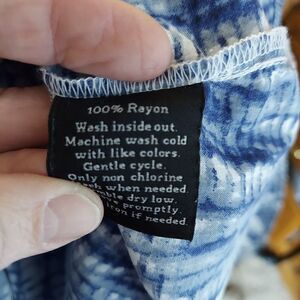 100% Rayon
Wash inside out.
Machine wash cold
with like colors.
Gentle cycle.
Only non chlorine
when needed.
dry low.
promptly.
if needed.